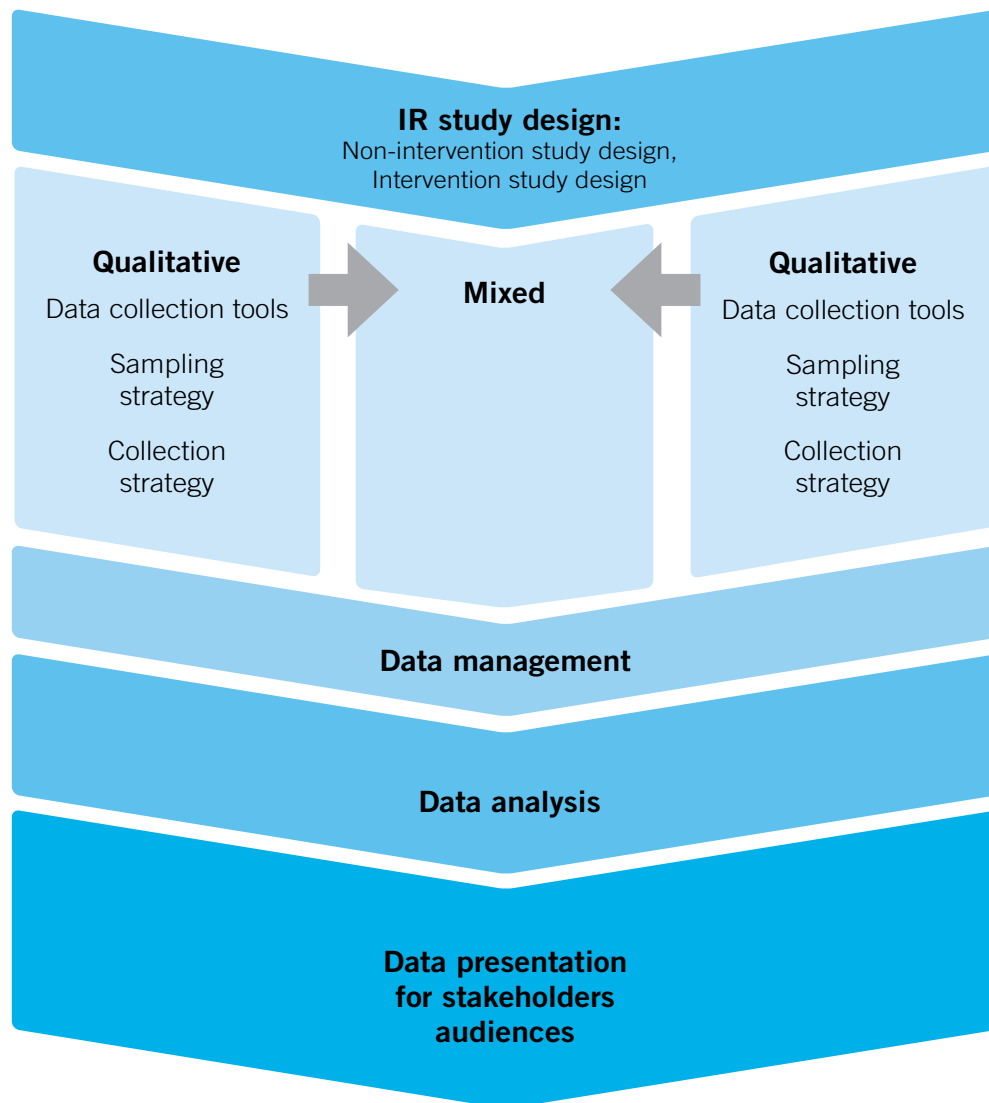 IR study design:
Non-intervention study design,
Intervention study design
Qualitative
Data collection tools
Sampling
strategy
Collection
strategy
Mixed
Qualitative
Data collection tools
Sampling
strategy
Collection
strategy
Data management
Data analysis
Data presentation
for stakeholders
audiences